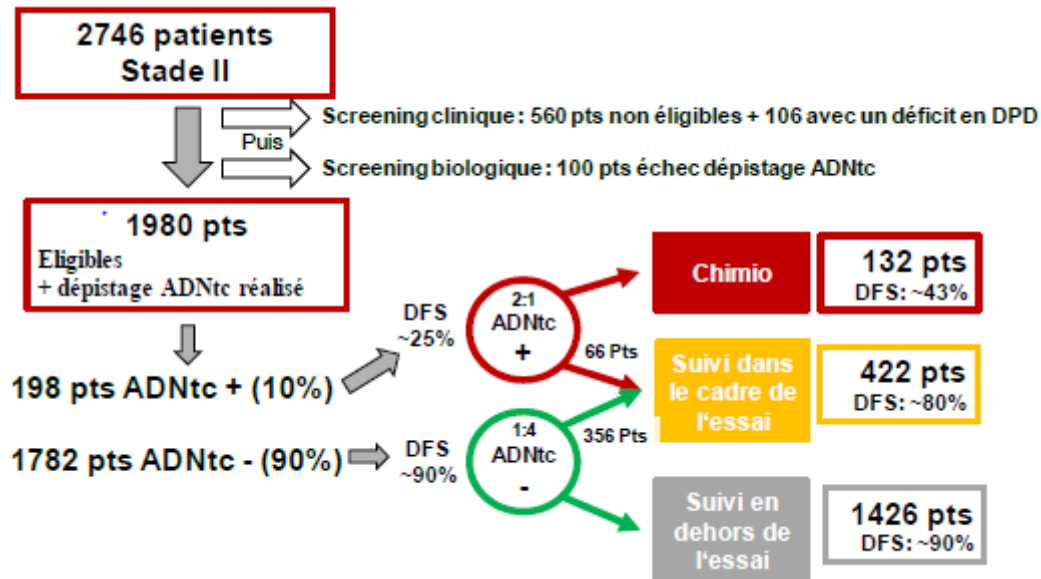 2746 patients
Stade II
Screening clinique : 560 pts non éligibles + 106 avec un déficit en DPD
Puis
Screening biologique : 100 pts échec dépistage ADNtc
1980 pts
Eligibles
+ dépistage ADNtc réalisé
198 pts ADNtc + (10%)
1782 pts ADNtc - (90%)
DFS
~25%
2:1
ADNtc
+
66 Pts
DFS
~90%
1:4
ADNtc
-
356 Pts
Chimio
132 pts
DFS: ~43%
Suivi dans
le cadre de
l'essai
422 pts
DFS: ~80%
Suivi en
dehors de
l'essai
1426 pts
DFS: ~90%